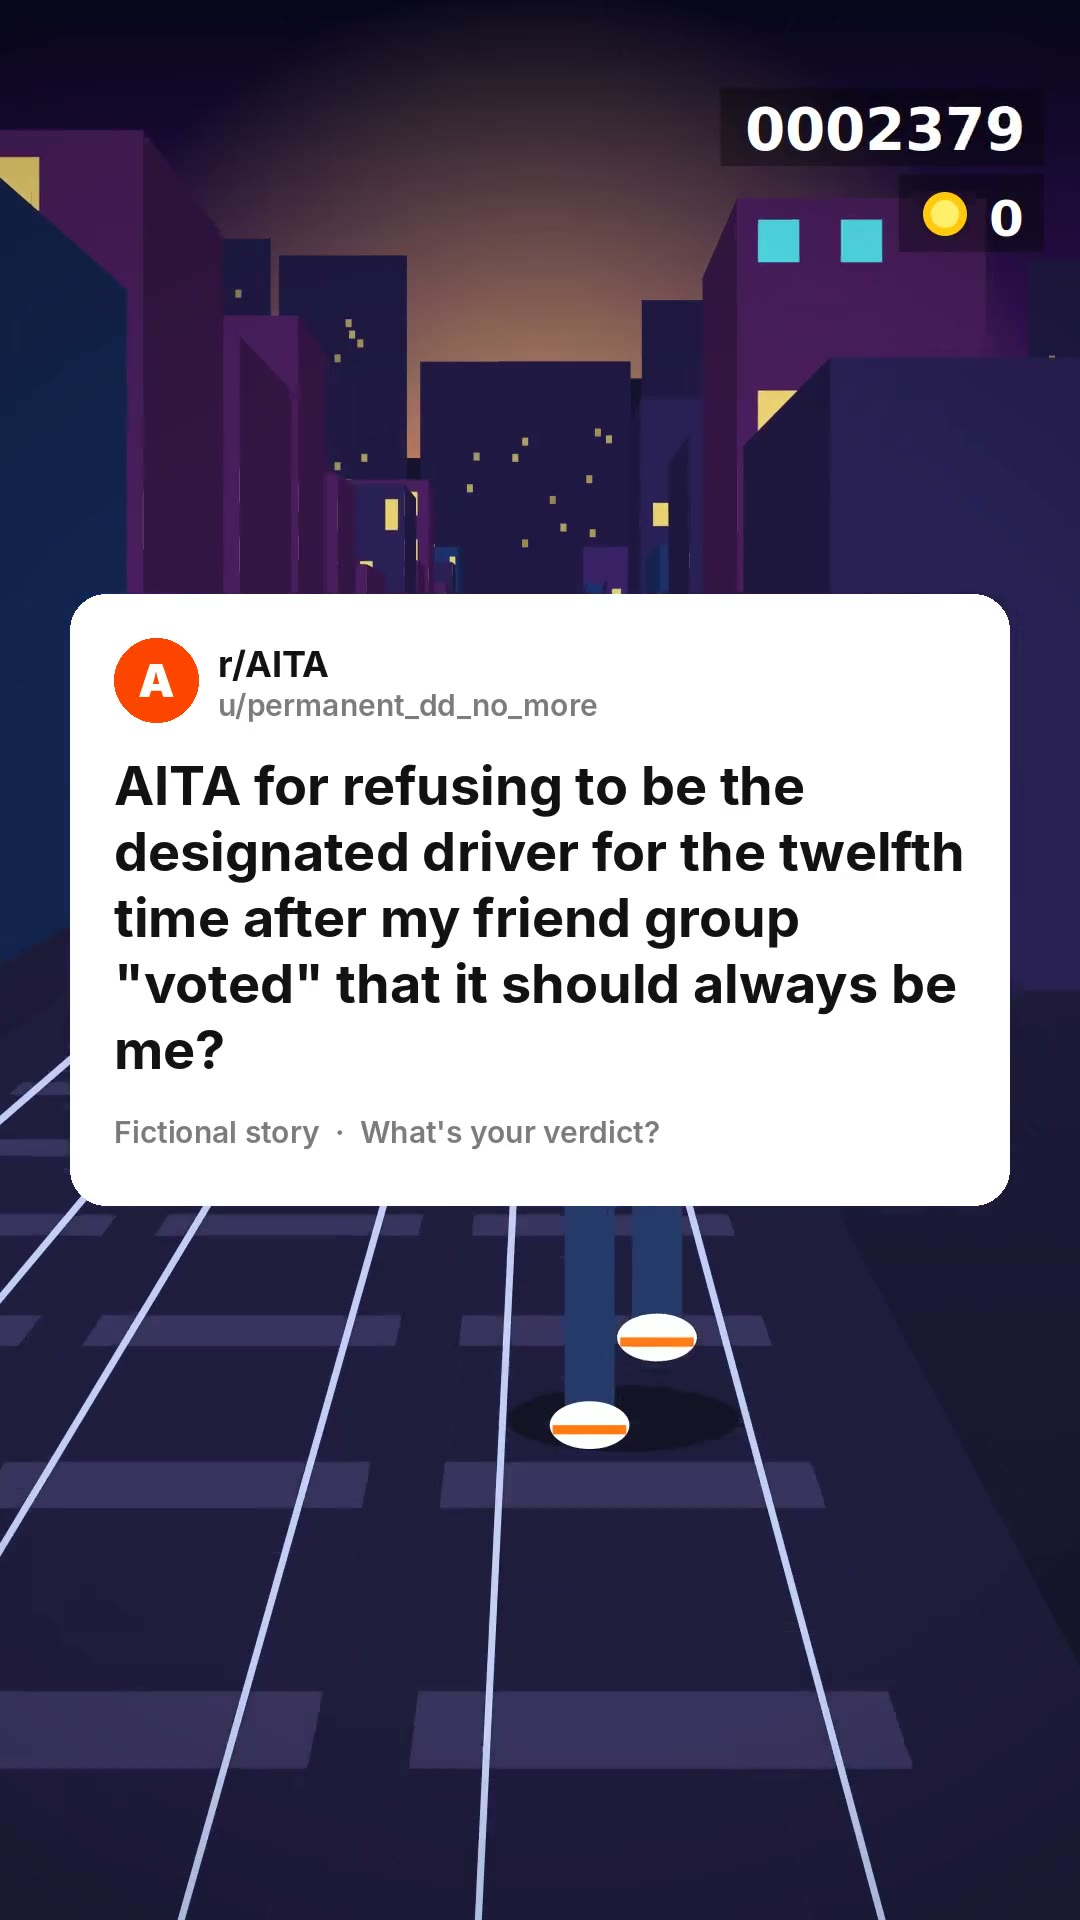 0002379
0
A
r/AITA
u/permanent_dd_no_more
AITA for refusing to be the
designated driver for the twelfth
time after my friend group
"voted" that it should always be
me?
Fictional story · What's your verdict?